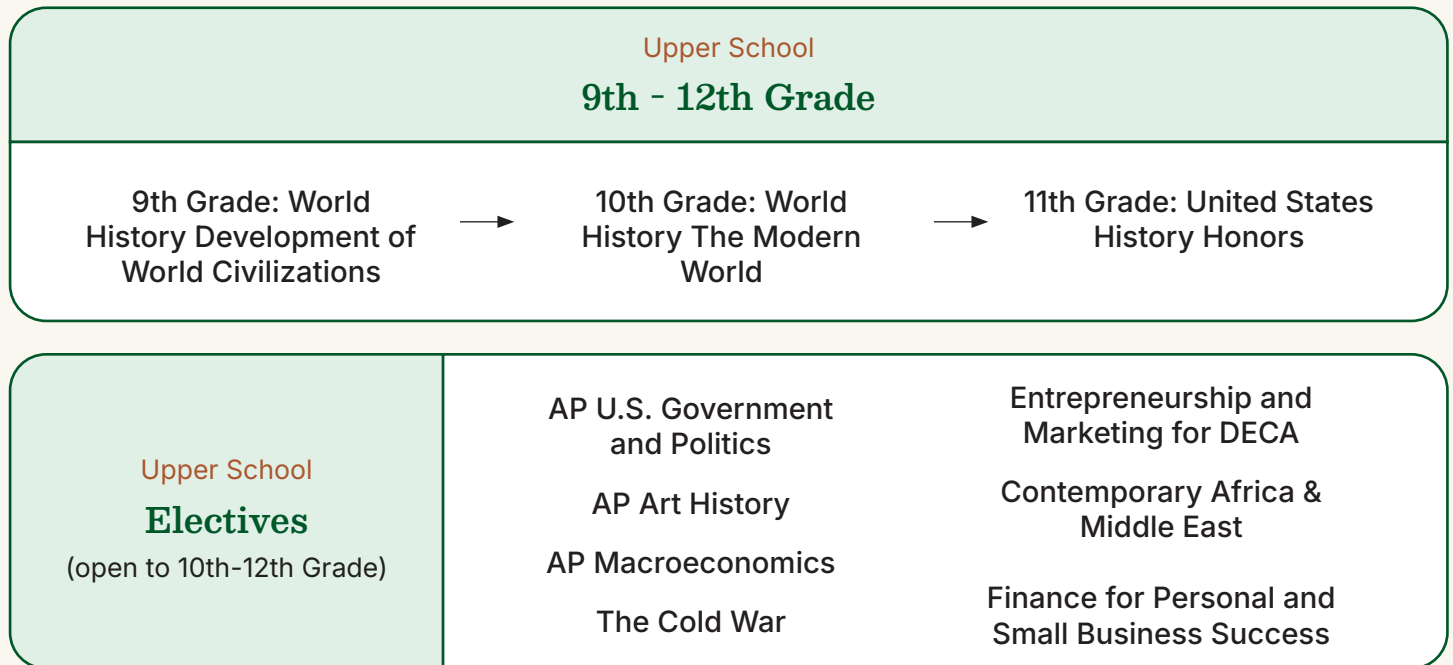 Upper School
9th - 12th Grade
9th Grade: World
History Development of
World Civilizations
10th Grade: World
History The Modern
World
11th Grade: United States
History Honors
Upper School
Electives
(open to 10th-12th Grade)
AP U.S. Government
and Politics
AP Art History
AP Macroeconomics
The Cold War
Entrepreneurship and
Marketing for DECA
Contemporary Africa &
Middle East
Finance for Personal and
Small Business Success